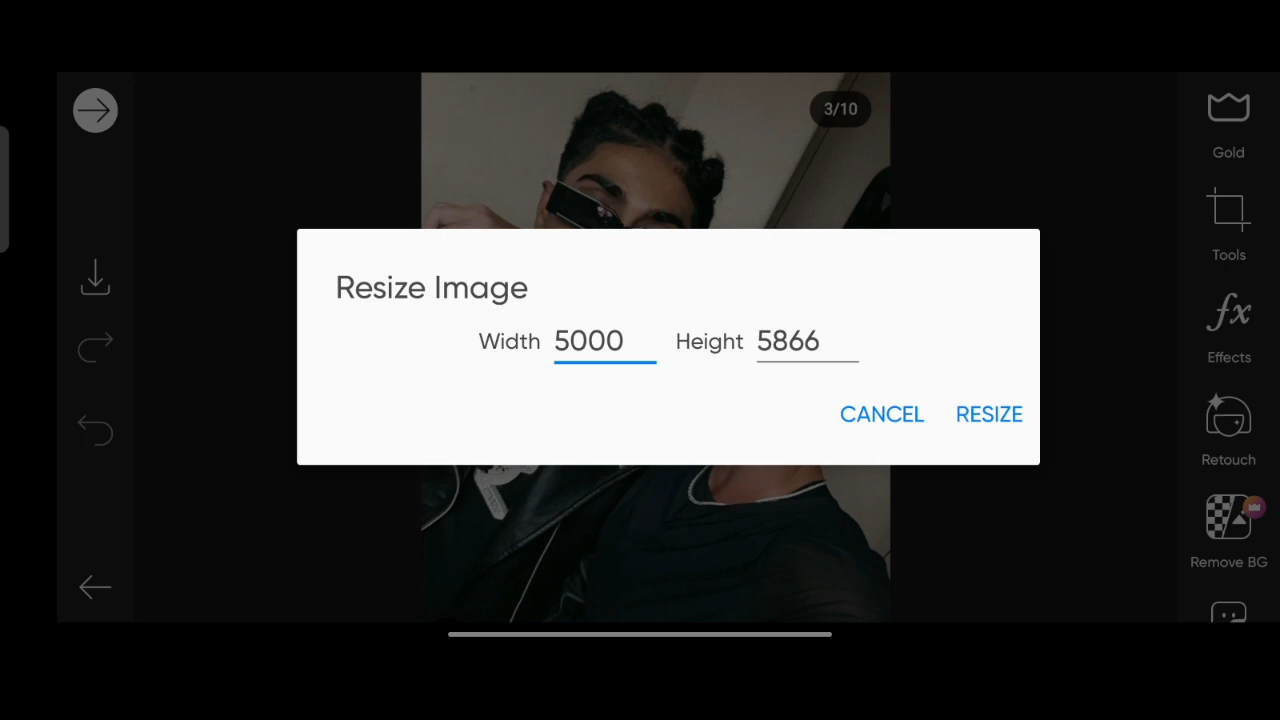 3/10
Gold
Tools
Effects
Retouch
Remove BG
Resize Image
Width 5000 Height 5866
CANCEL RESIZE